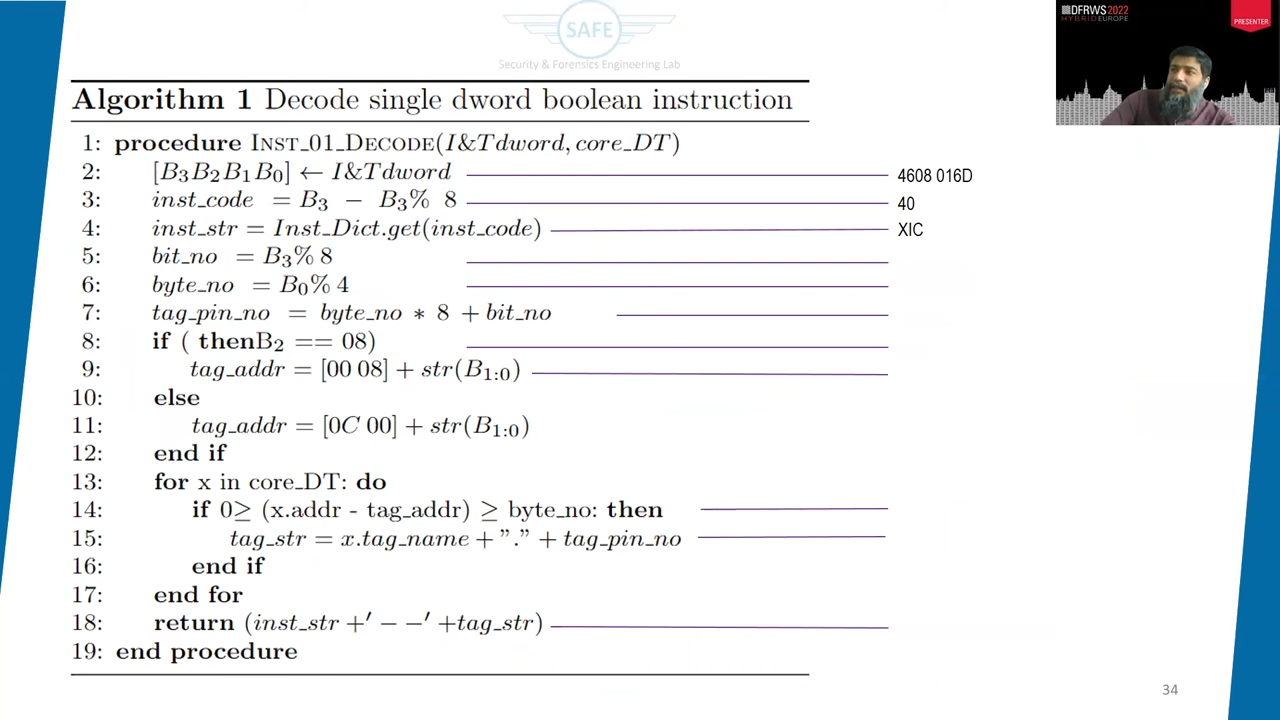 SAFE
Security & Forensics Engineering Lab
DFRWS 2022
HYBRID EUROPE
PRESENTER
Algorithm 1 Decode single dword boolean instruction
1: procedure INST_01_DECODE(I&Tdword, core_DT)
2: [B₃B₂B₁B₀] ← I&Tdword 4608 016D
3: inst_code = B₃ − B₃% 8 40
4: inst_str = Inst_Dict.get(inst_code) XIC
5: bit_no = B₃% 8
6: byte_no = B₀% 4
7: tag_pin_no = byte_no * 8 + bit_no
8: if ( thenB₂ == 08)
9: tag_addr = [00 08] + str(B₁:₀)
10: else
11: tag_addr = [0C 00] + str(B₁:₀)
12: end if
13: for x in core_DT: do
14: if 0≥ (x.addr - tag_addr) ≥ byte_no: then
15: tag_str = x.tag_name + ”.” + tag_pin_no
16: end if
17: end for
18: return (inst_str +′ − −′ +tag_str)
19: end procedure
34